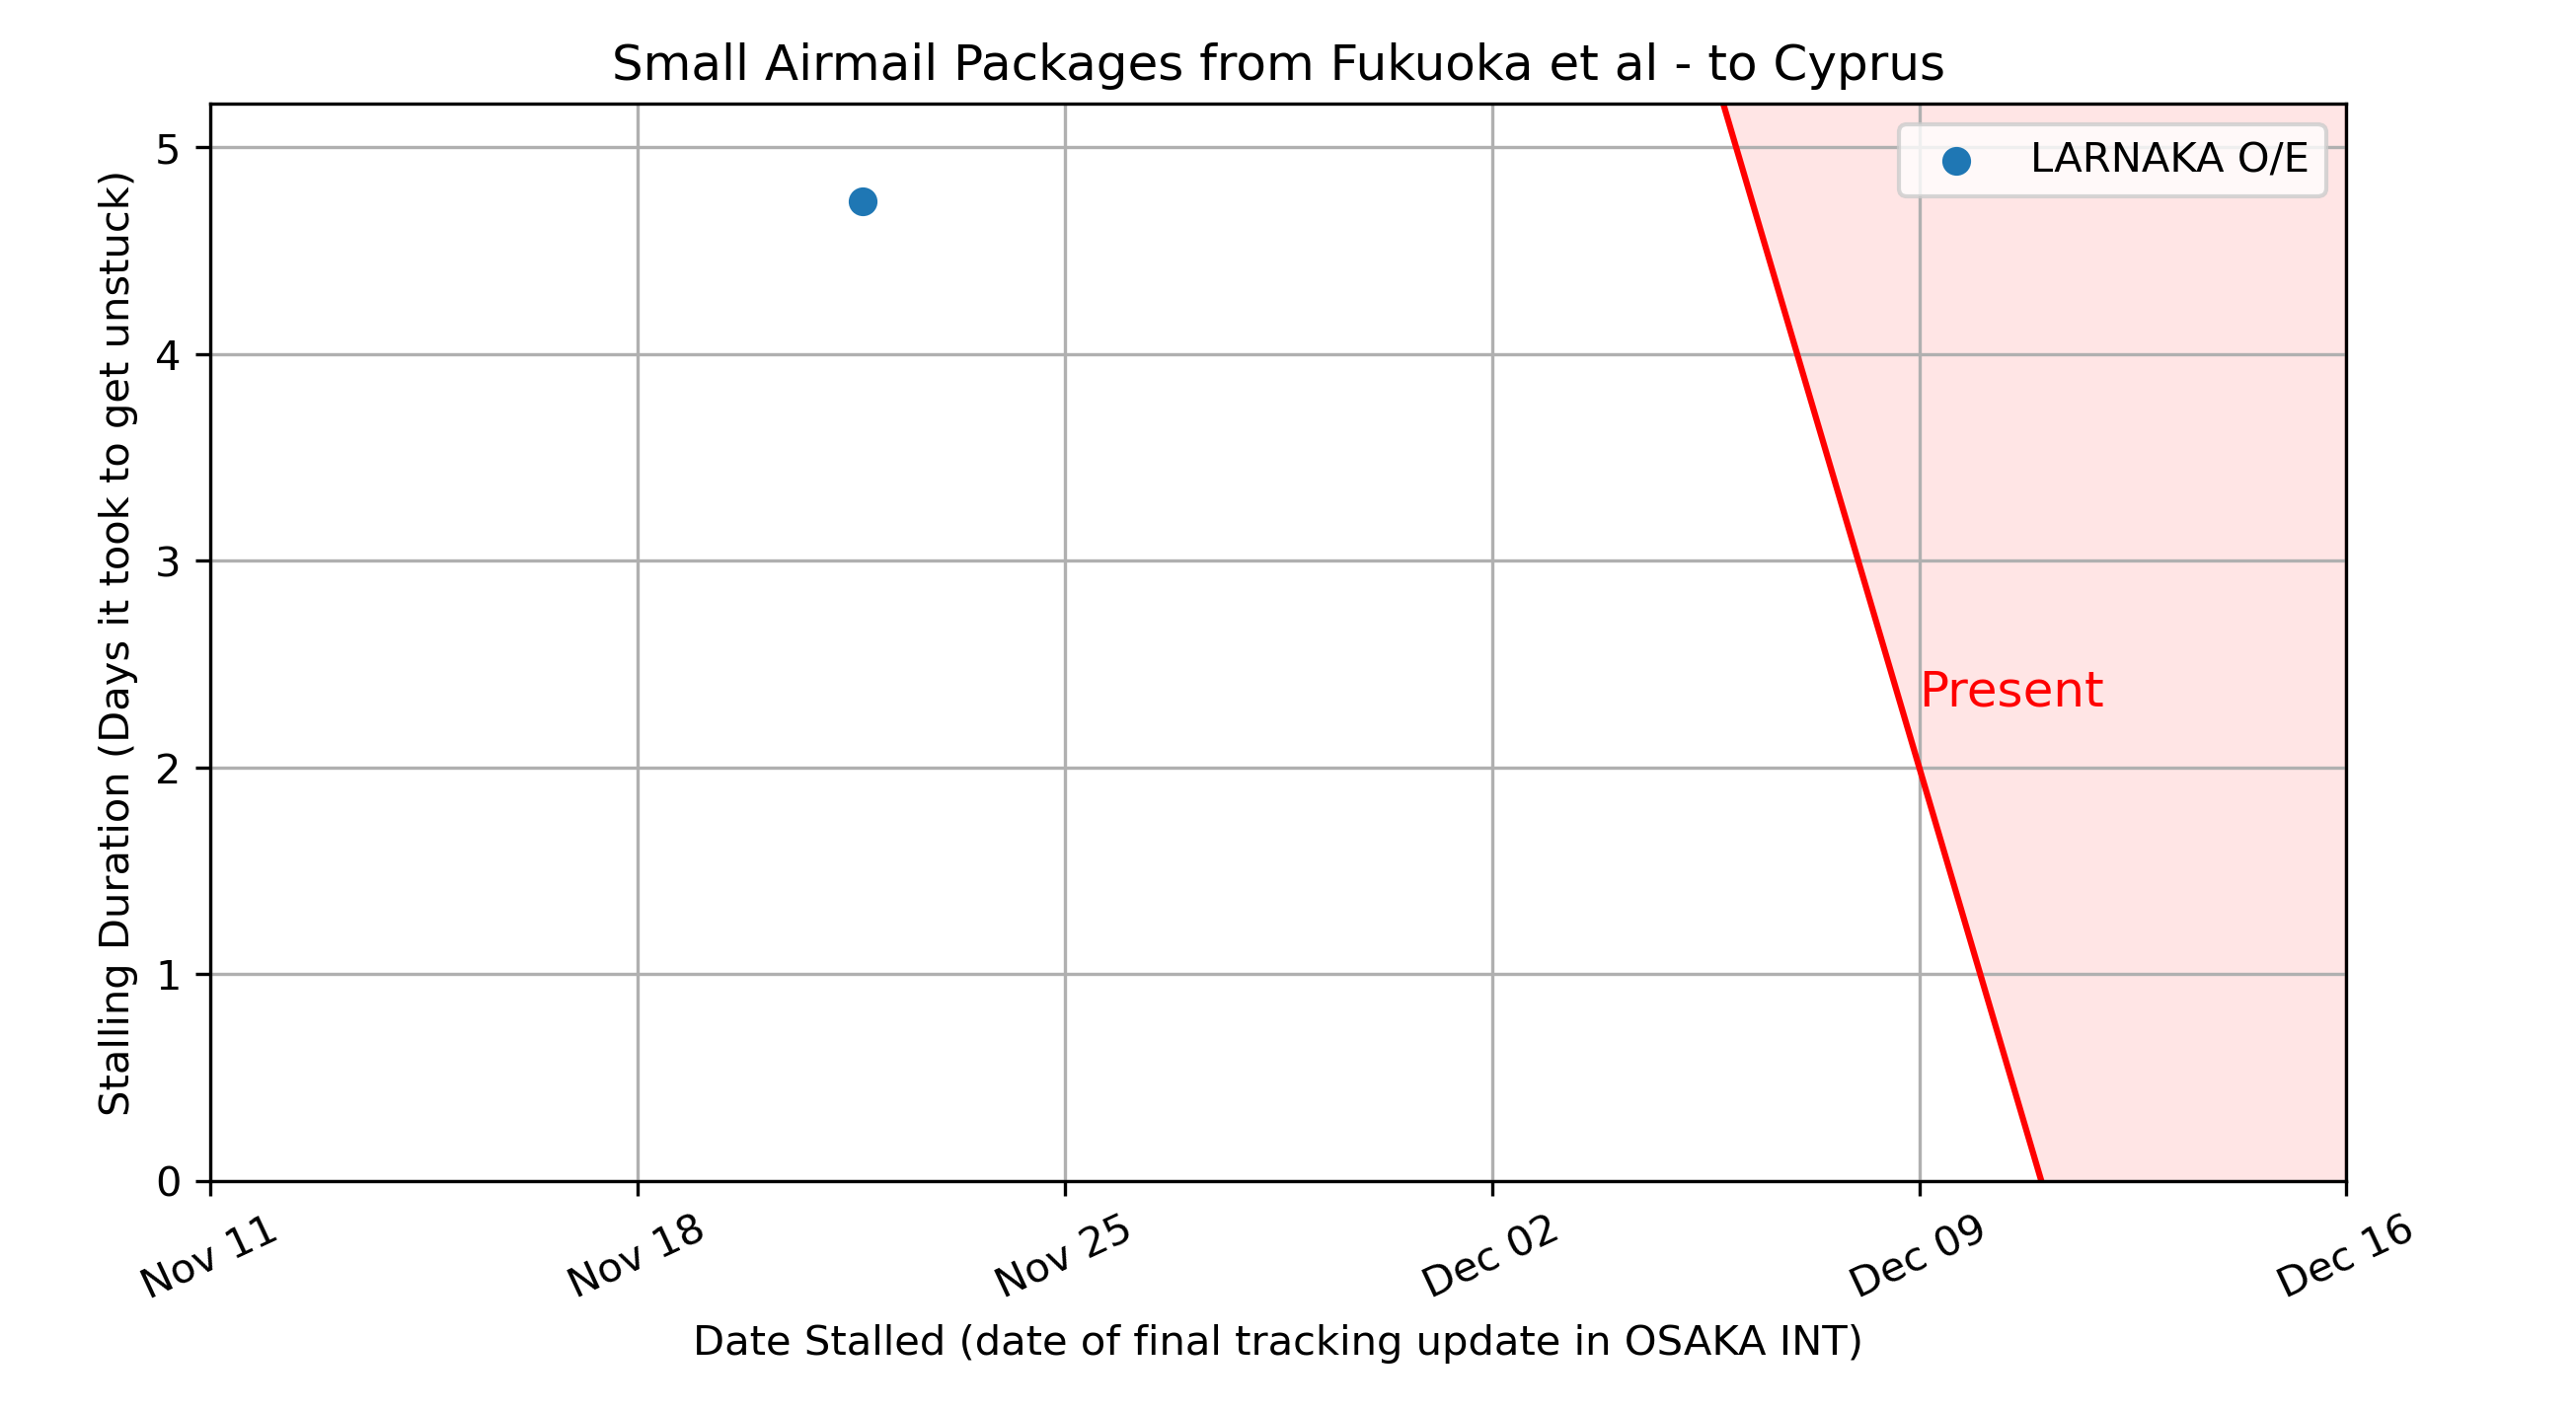 Small Airmail Packages from Fukuoka et al - to Cyprus
LARNAKA O/E
Stalling Duration (Days it took to get unstuck)
5
4
3
2
1
0
Present
Nov 11
Nov 18
Nov 25
Dec 02
Dec 09
Dec 16
Date Stalled (date of final tracking update in OSAKA INT)